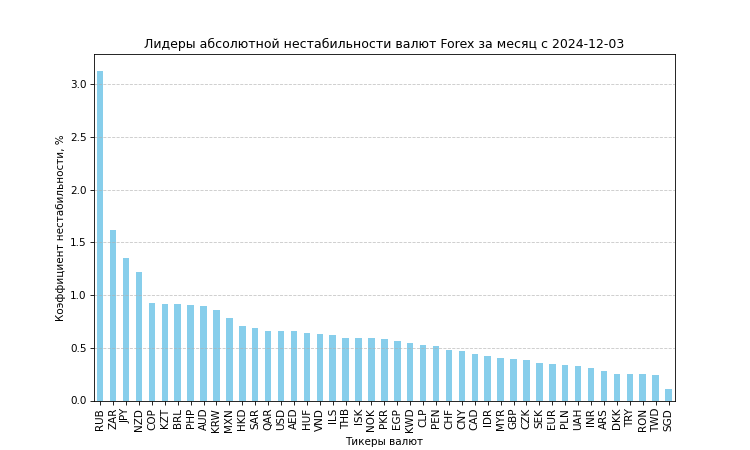 Лидеры абсолютной нестабильности валют Forex за месяц с 2024-12-03
Коэффициент нестабильности, %
3.0
2.5
2.0
1.5
1.0
0.5
0.0
RUB ZAR JPY NZD COP KZT BRL PHP AUD KRW MXN HKD SAR QAR USD AED HUF VND ILS THB ISK NOK PKR EGP KWD CLP PEN CHF CNY CAD IDR MYR GBP CZK SEK EUR PLN UAH INR ARS DKK TRY RON TWD SGD
Тикеры валют